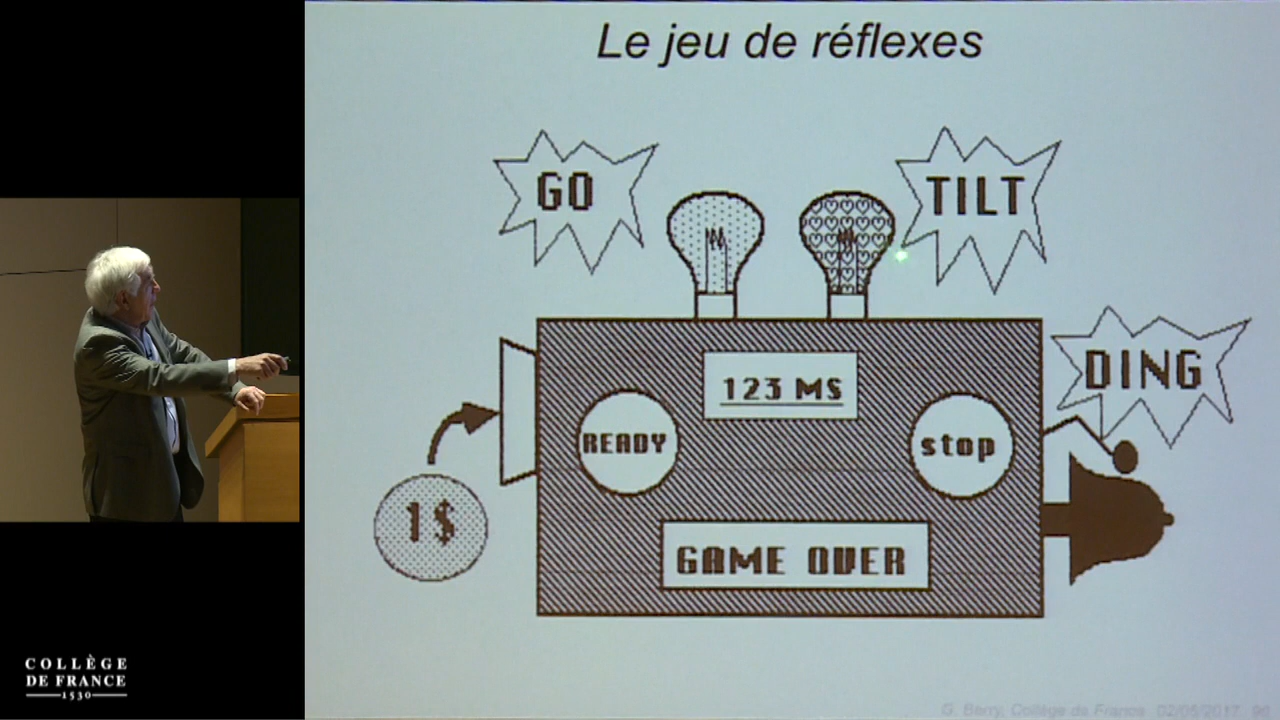 Le jeu de réflexes
GO
TILT
DING
123 MS
READY
stop
1$
GAME OVER
COLLÈGE
DE FRANCE
1530
G. Berry, Collège de France 02/05/2017 96